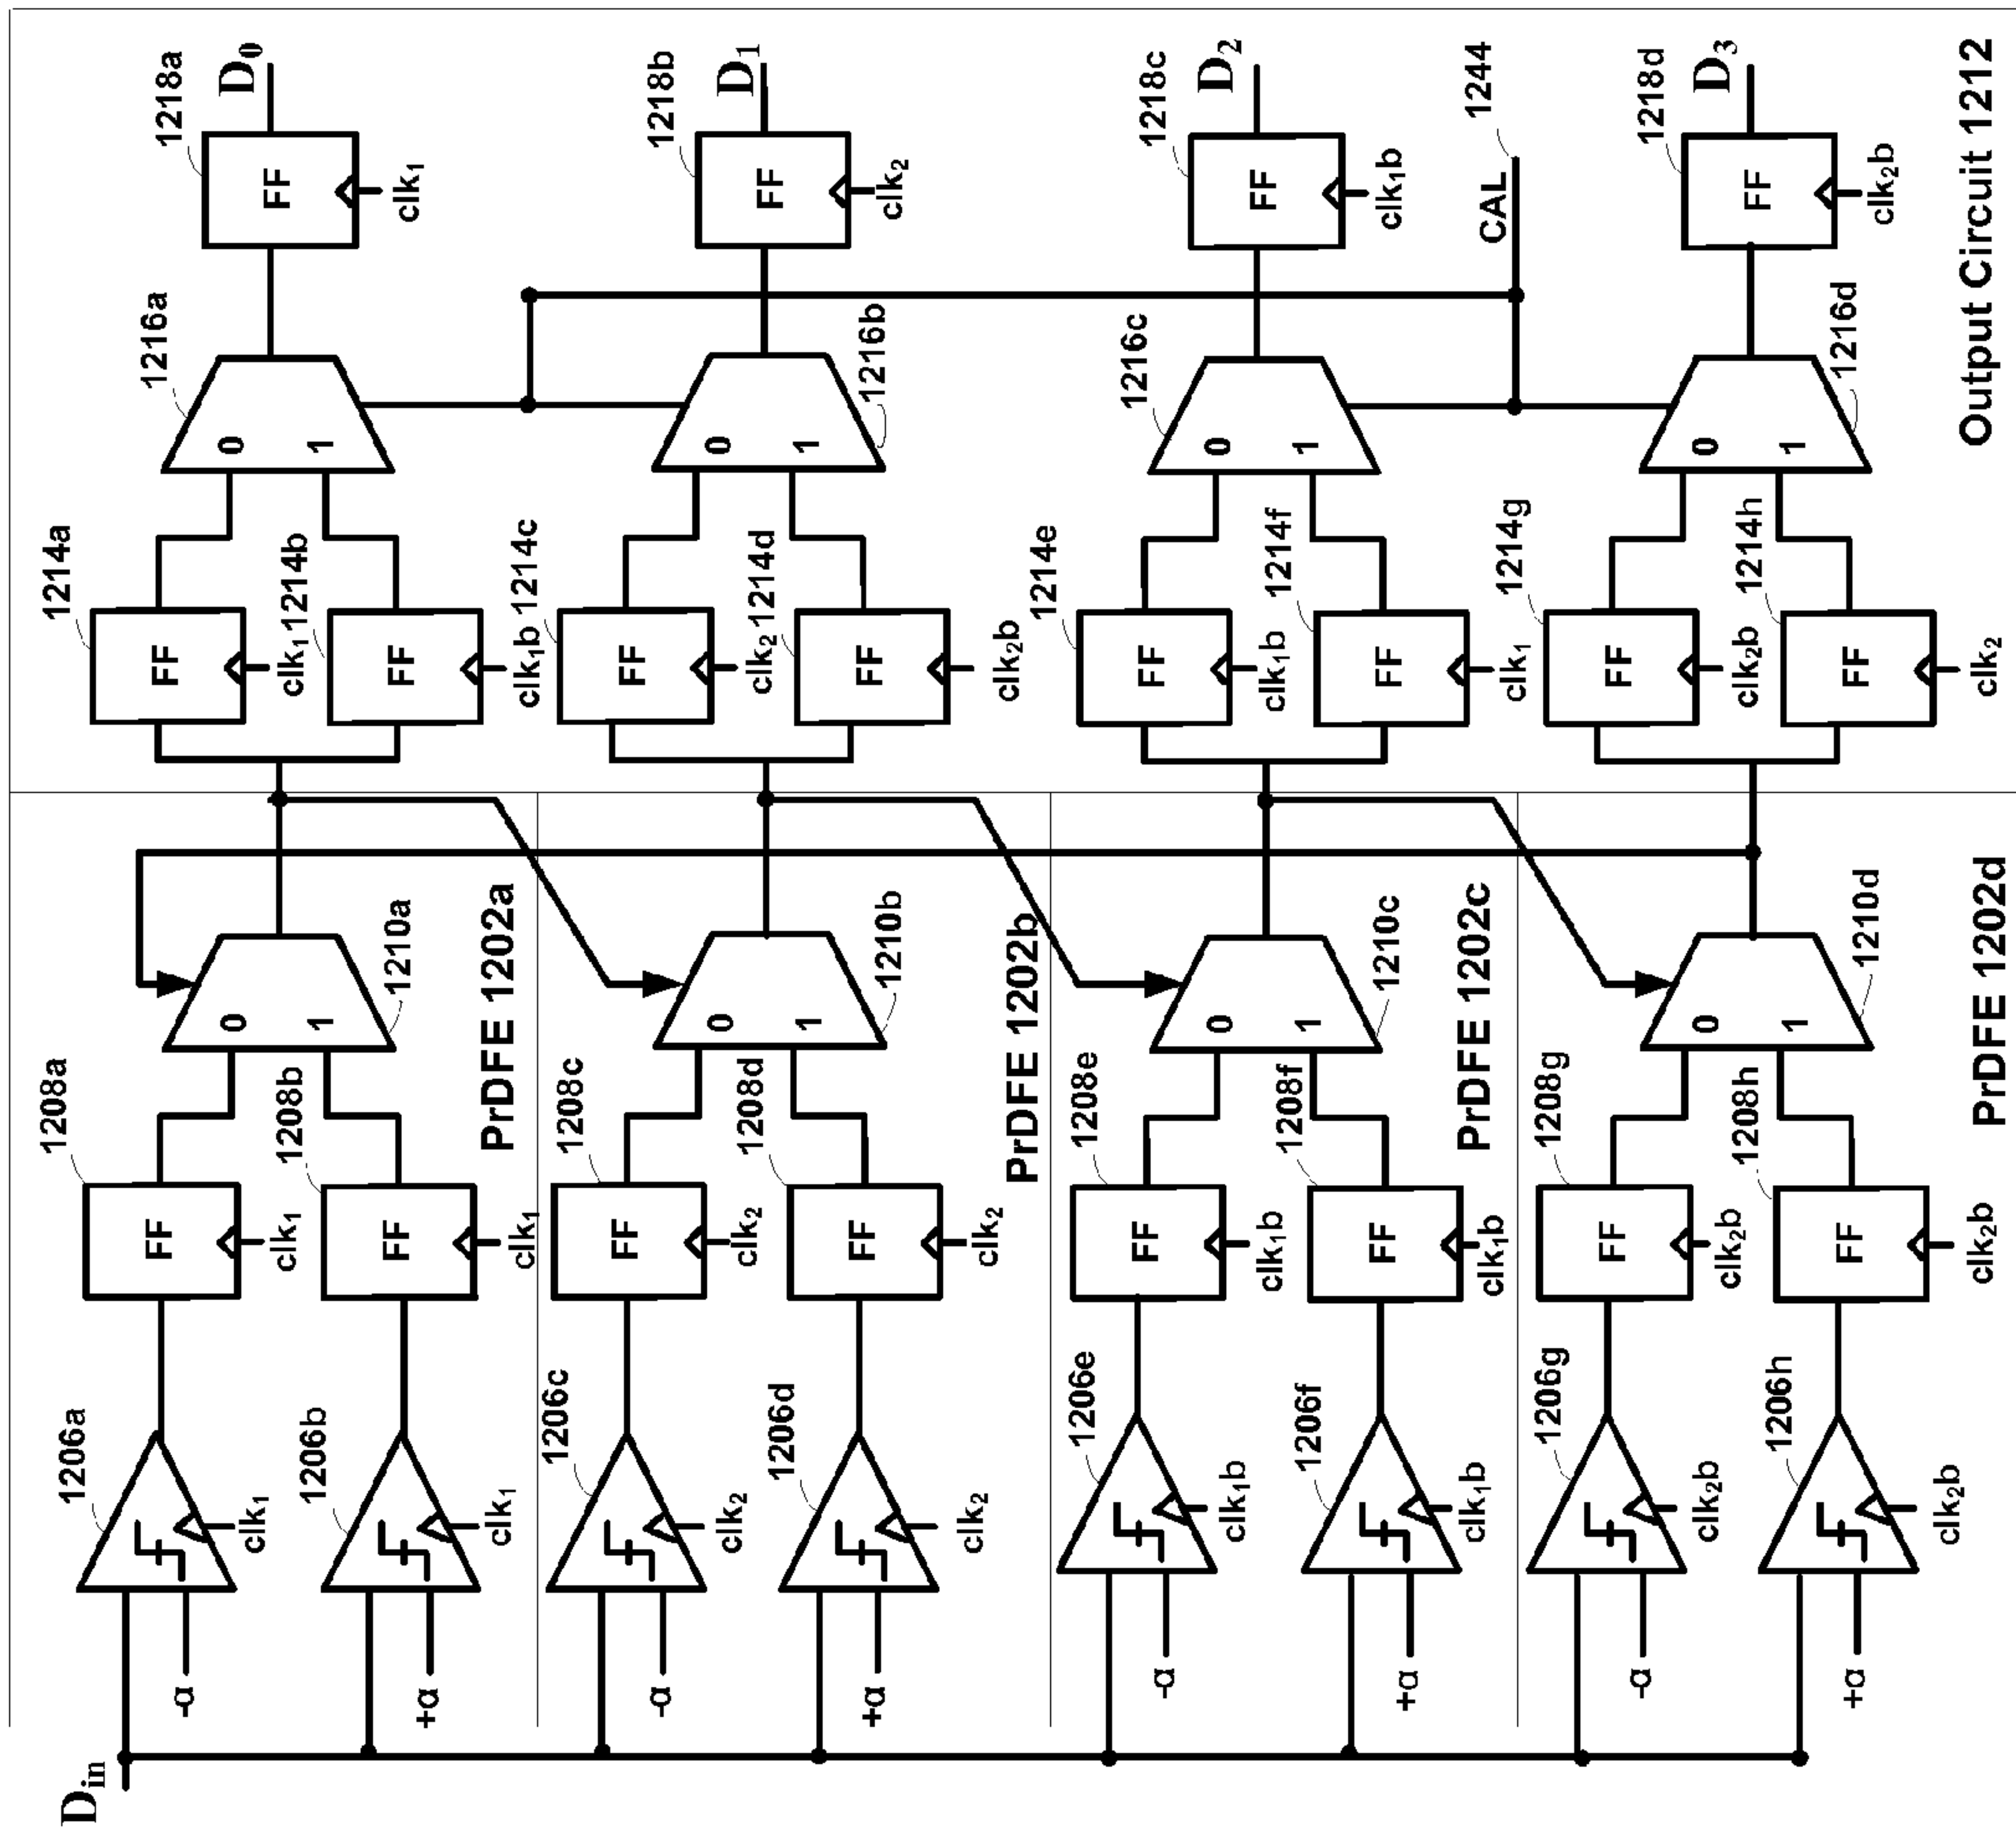 D₀
1218a
FF
clk₁
1216a
0
1
1214a
FF
clk₁
1214b
FF
clk₁b
1208a
FF
clk₁
1208b
FF
clk₁
1210a
0
1
PrDFE 1202a
1206a
clk₁
-α
1206b
clk₁
+α
D₁
1218b
FF
clk₂
1216b
0
1
1214c
FF
clk₂
1214d
FF
clk₂b
1208c
FF
clk₂
1208d
FF
clk₂
1210b
0
1
PrDFE 1202b
1206c
clk₂
-α
1206d
clk₂
+α
D₂
1218c
FF
clk₁b
1216c
0
1
1214e
FF
clk₁b
1214f
FF
clk₁
1208e
FF
clk₁b
1208f
FF
clk₁b
1210c
0
1
PrDFE 1202c
1206e
clk₁b
-α
1206f
clk₁b
+α
1244
CAL
D₃
1218d
FF
clk₂b
1216d
0
1
1214g
FF
clk₂b
1214h
FF
clk₂
1208g
FF
clk₂b
1208h
FF
clk₂b
1210d
0
1
PrDFE 1202d
1206g
clk₂b
-α
1206h
clk₂b
+α
Output Circuit 1212
Dᵢₙ